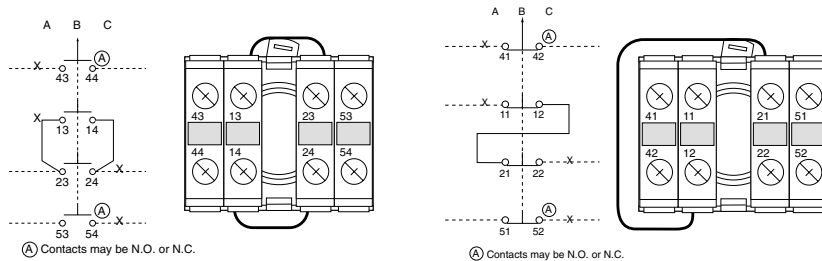 A B C
X A
43 44
X
13 14
23 24 X
A
53 54 X
A Contacts may be N.O. or N.C.
43 13 23 53
44 14 24 54
A B C
X A
41 42
X
11 12
21 22 X
A
51 52 X
A Contacts may be N.O. or N.C.
41 11 21 51
42 12 22 52